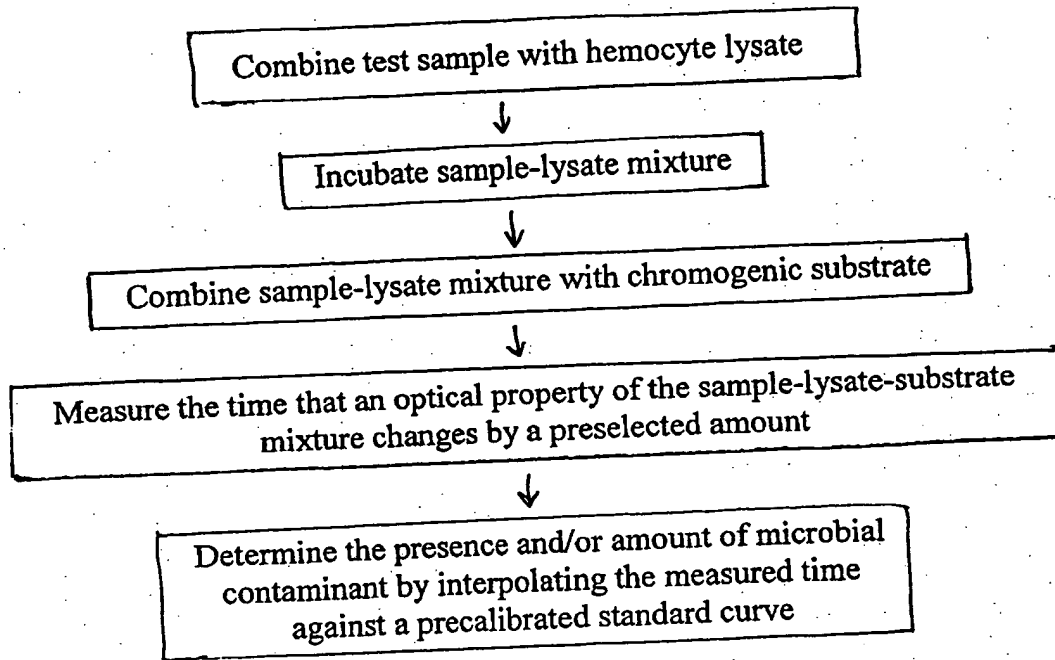 Combine test sample with hemocyte lysate
Incubate sample-lysate mixture
Combine sample-lysate mixture with chromogenic substrate
Measure the time that an optical property of the sample-lysate-substrate
mixture changes by a preselected amount
Determine the presence and/or amount of microbial
contaminant by interpolating the measured time
against a precalibrated standard curve